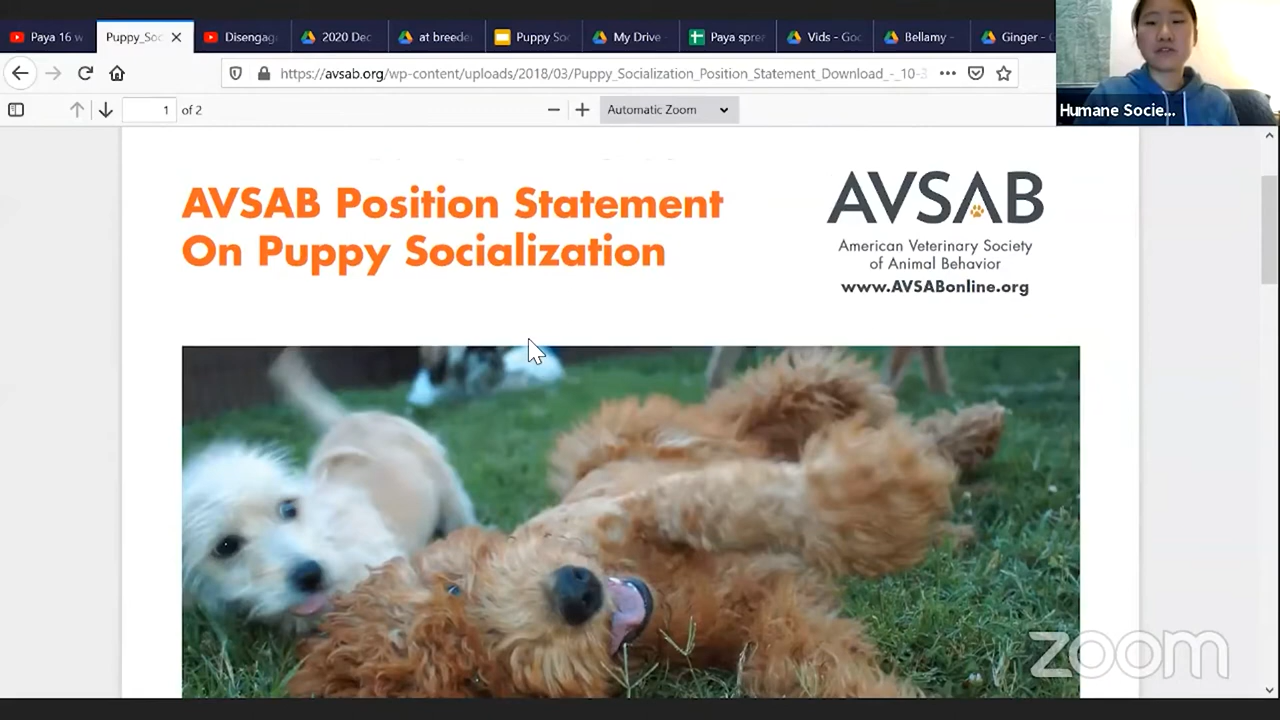 Paya 16 w
Puppy_Soc
Disengag
2020 Dec
at breede
Puppy So
My Drive -
Paya spre
Vids - Goo
Bellamy -
Ginger - G
https://avsab.org/wp-content/uploads/2018/03/Puppy_Socialization_Position_Statement_Download_-_10-3
1 of 2
Automatic Zoom
Humane Socie...
AVSAB Position Statement
On Puppy Socialization
AVSAB
American Veterinary Society
of Animal Behavior
www.AVSABonline.org
zoom